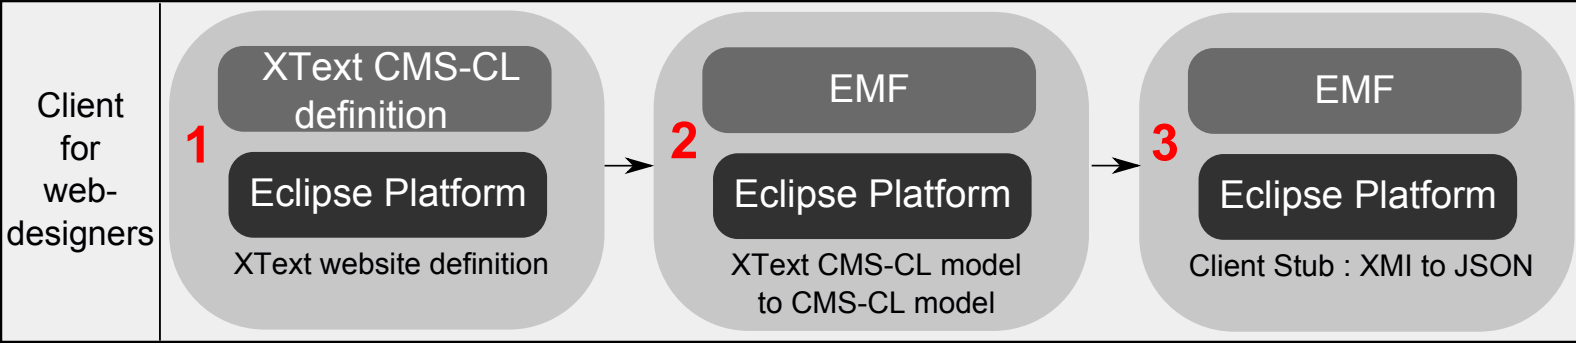 Client
for
web-
designers
1
XText CMS-CL
definition
Eclipse Platform
XText website definition
2
EMF
Eclipse Platform
XText CMS-CL model
to CMS-CL model
3
EMF
Eclipse Platform
Client Stub : XMI to JSON